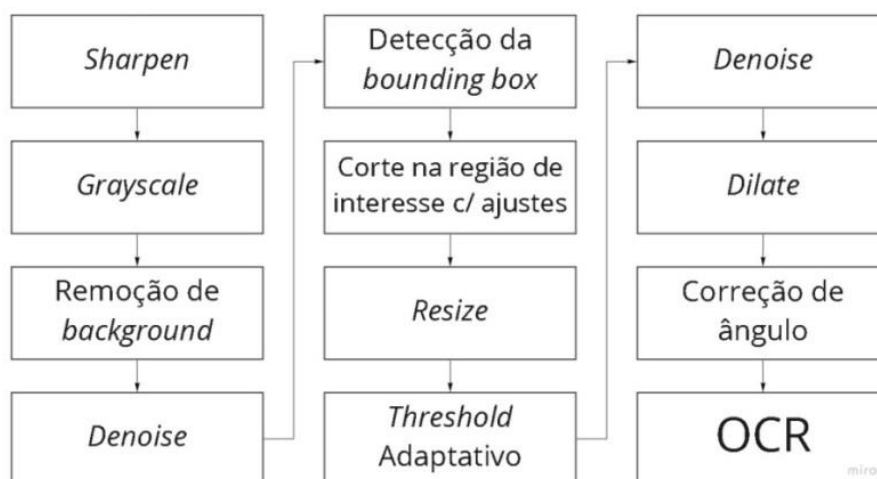 Sharpen
Grayscale
Remoção de
background
Denoise
Detecção da
bounding box
Corte na região de
interesse c/ ajustes
Resize
Threshold
Adaptativo
Denoise
Dilate
Correção de
ângulo
OCR
miro